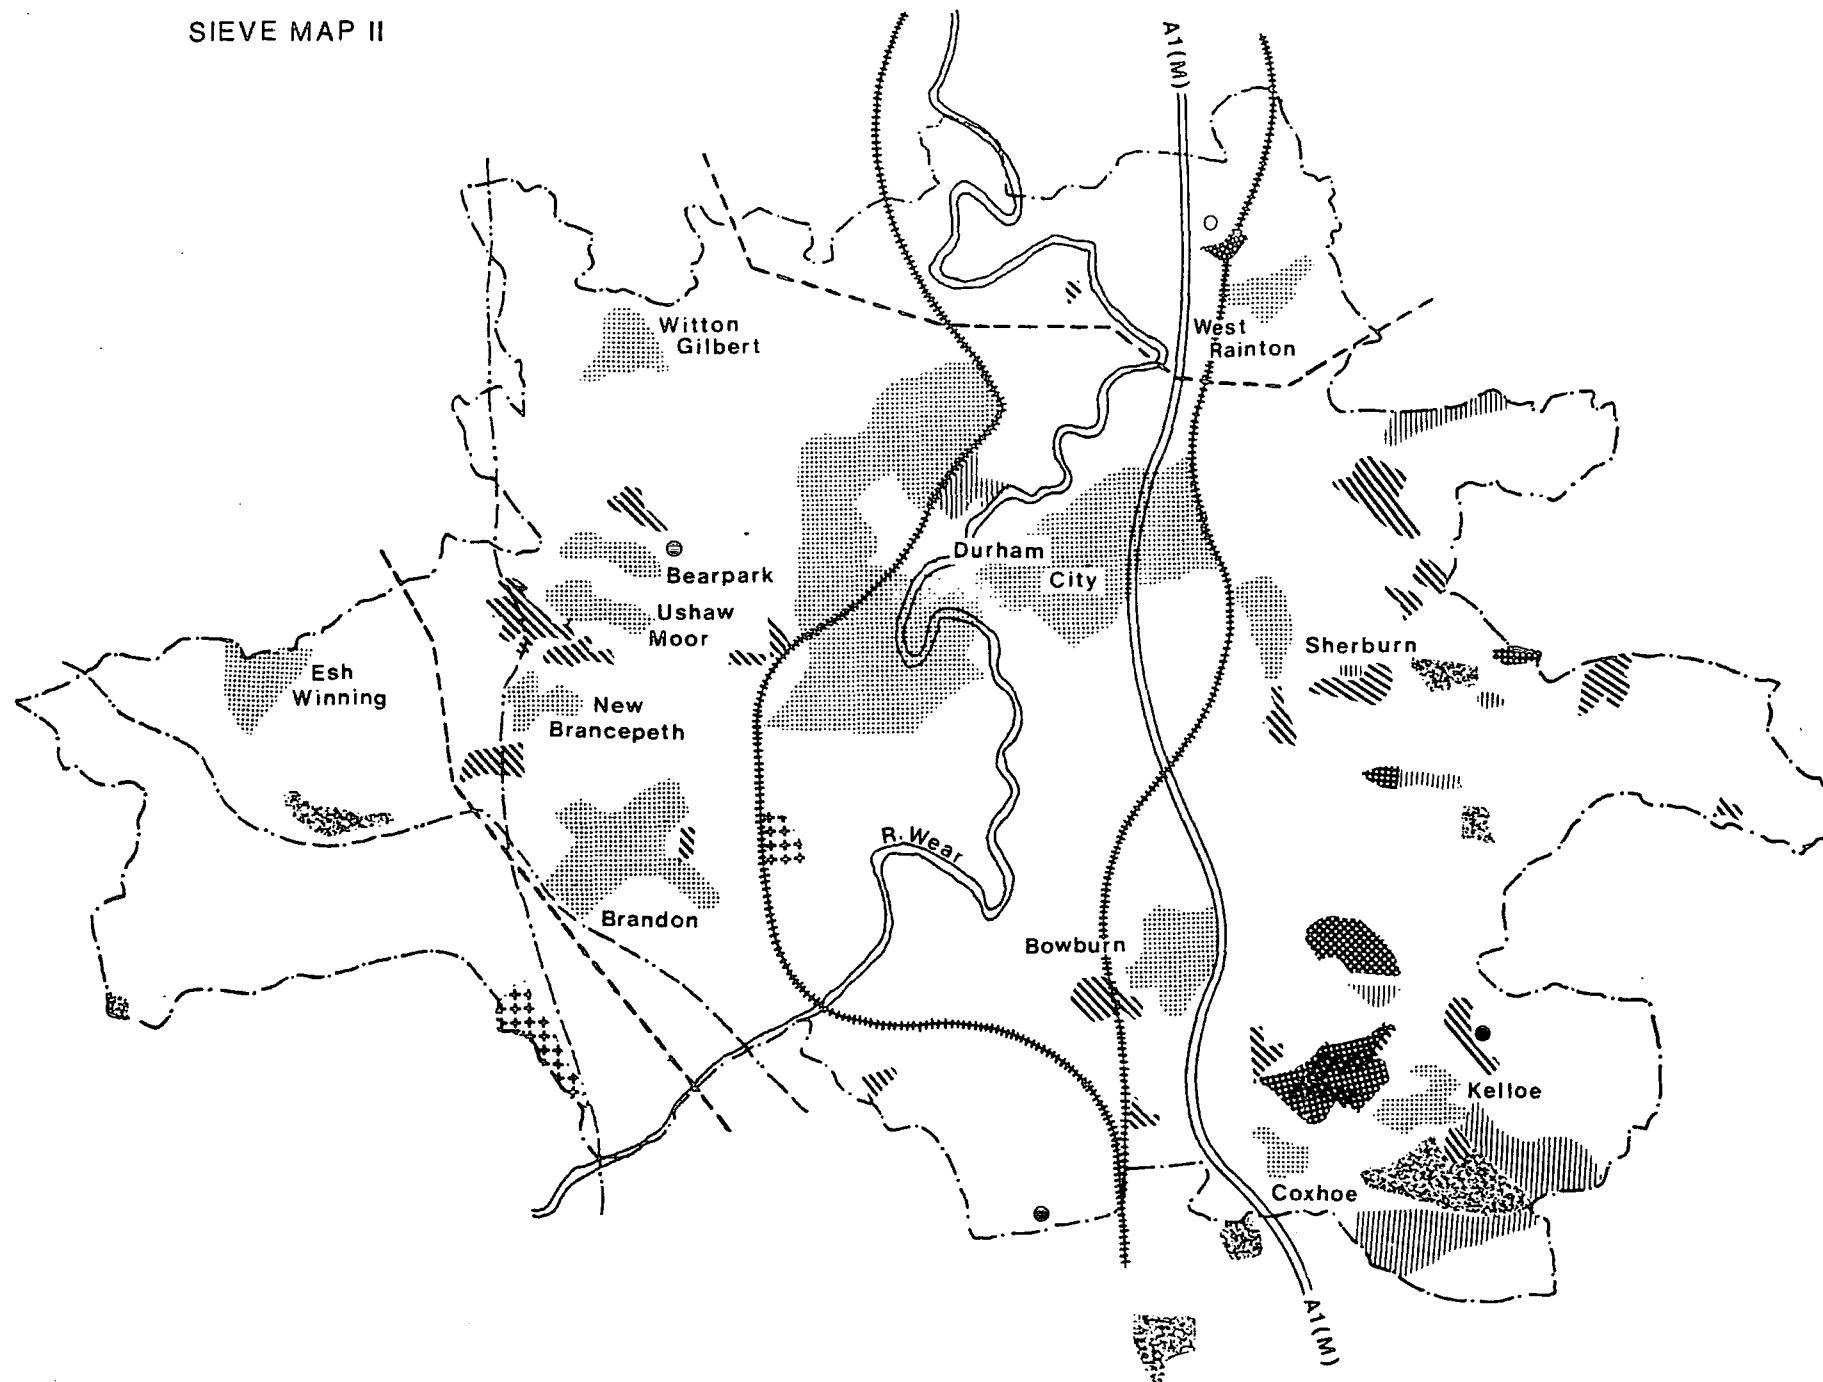 SIEVE MAP II
A1(M)
Witton
Gilbert
West
Rainton
Durham
City
Bearpark
Ushaw
Moor
Sherburn
Esh
Winning
New
Brancepeth
R. Wear
Brandon
Bowburn
Kelloe
Coxhoe
A1(M)